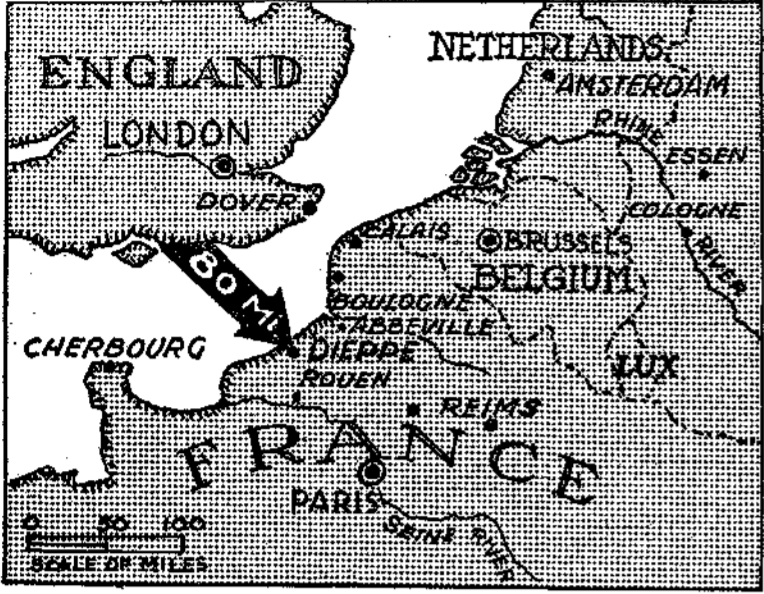 ENGLAND
NETHERLANDS
AMSTERDAM
LONDON
RHINE
ESSEN
DOVER
COLOGNE
CALAIS
BRUSSELS
RIVER
80 MI.
BELGIUM
BOULOGNE
ABBEVILLE
CHERBOURG
DIEPPE
LUX
ROUEN
REIMS
FRANCE
PARIS
SEINE RIVER
0 50 100
SCALE OF MILES